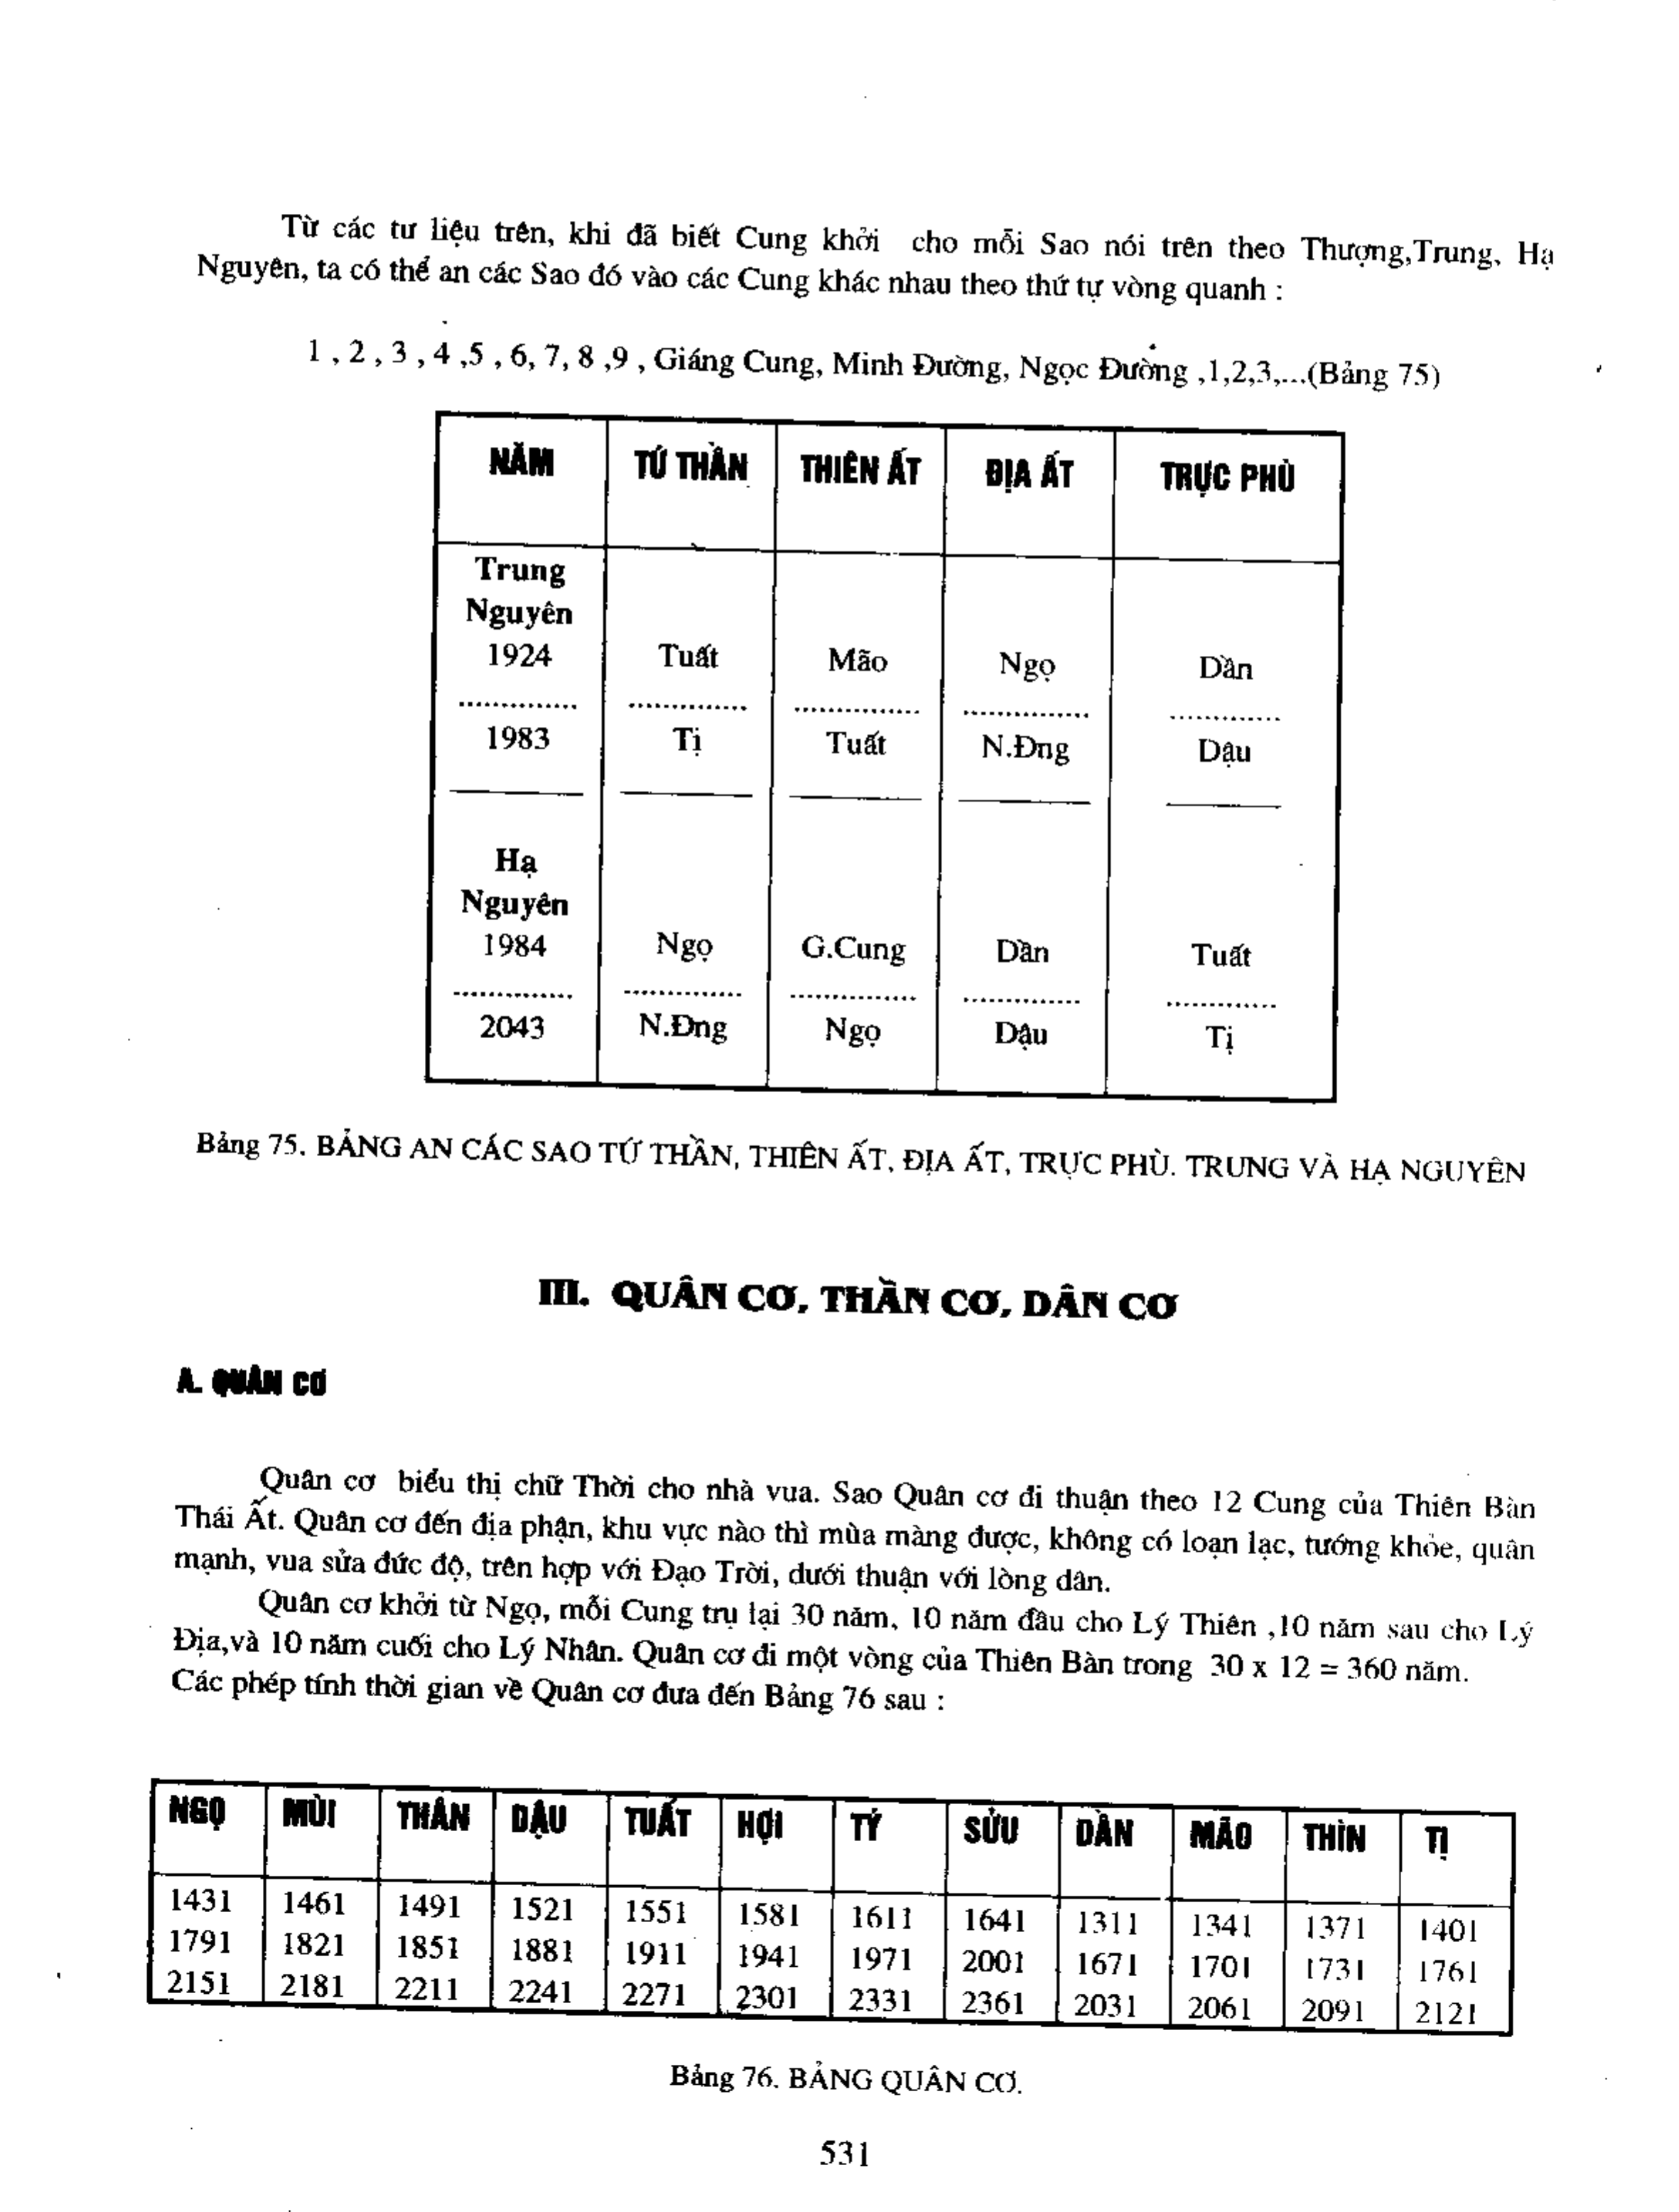 Từ các tư liệu trên, khi đã biết Cung khởi cho mỗi Sao nói trên theo Thượng,Trung, Hạ
Nguyên, ta có thể an các Sao đó vào các Cung khác nhau theo thứ tự vòng quanh :
1 , 2 , 3 , 4 ,5 , 6, 7, 8 ,9 , Giáng Cung, Minh Đường, Ngọc Đường ,1,2,3,...(Bảng 75)
NĂM TỨ THẦN THIÊN ẤT ĐỊA ẤT TRỰC PHÙ
Trung
Nguyên
1924 Tuất Mão Ngọ Dần
................ ................ ................ ................ ................
1983 Tị Tuất N.Đng Dậu
Hạ
Nguyên
1984 Ngọ G.Cung Dần Tuất
................ ................ ................ ................ ................
2043 N.Đng Ngọ Dậu Tị
Bảng 75. BẢNG AN CÁC SAO TỨ THẦN, THIÊN ẤT, ĐỊA ẤT, TRỰC PHÙ. TRUNG VÀ HẠ NGUYÊN
III. QUÂN CƠ, THẦN CƠ, DÂN CƠ
A. QUÂN CƠ
Quân cơ biểu thị chữ Thời cho nhà vua. Sao Quân cơ đi thuận theo 12 Cung của Thiên Bàn
Thái Ất. Quân cơ đến địa phận, khu vực nào thì mùa màng được, không có loạn lạc, tướng khỏe, quân
mạnh, vua sửa đức độ, trên hợp với Đạo Trời, dưới thuận với lòng dân.
Quân cơ khởi từ Ngọ, mỗi Cung trụ lại 30 năm, 10 năm đầu cho Lý Thiên ,10 năm sau cho Lý
Địa,và 10 năm cuối cho Lý Nhân. Quân cơ đi một vòng của Thiên Bàn trong 30 x 12 = 360 năm.
Các phép tính thời gian về Quân cơ đưa đến Bảng 76 sau :
NGỌ MÙI THÂN DẬU TUẤT HỢI TÝ SỬU DẦN MÃO THÌN TỊ
1431 1461 1491 1521 1551 1581 1611 1641 1311 1341 1371 1401
1791 1821 1851 1881 1911 1941 1971 2001 1671 1701 1731 1761
2151 2181 2211 2241 2271 2301 2331 2361 2031 2061 2091 2121
Bảng 76. BẢNG QUÂN CƠ.
531